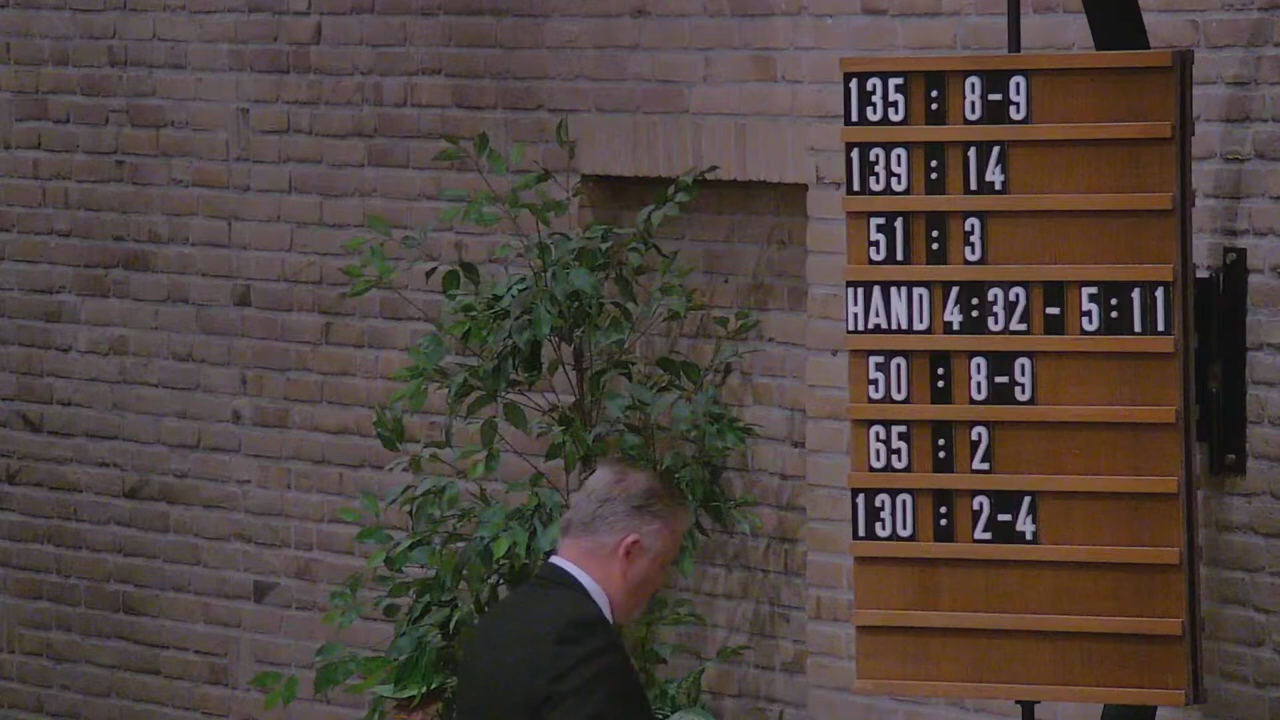 135 : 8-9
139 : 14
51 : 3
HAND 4:32 - 5:11
50 : 8-9
65 : 2
130 : 2-4